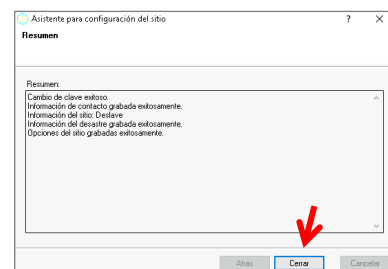 Asistente para configuración del sitio
? ×
Resumen
Resumen:
Cambio de clave exitoso.
Información de contacto grabada exitosamente.
Información del sitio: Deslave
Información del desastre grabada exitosamente.
Opciones del sitio grabadas exitosamente.
Atras Cerrar Cancelar